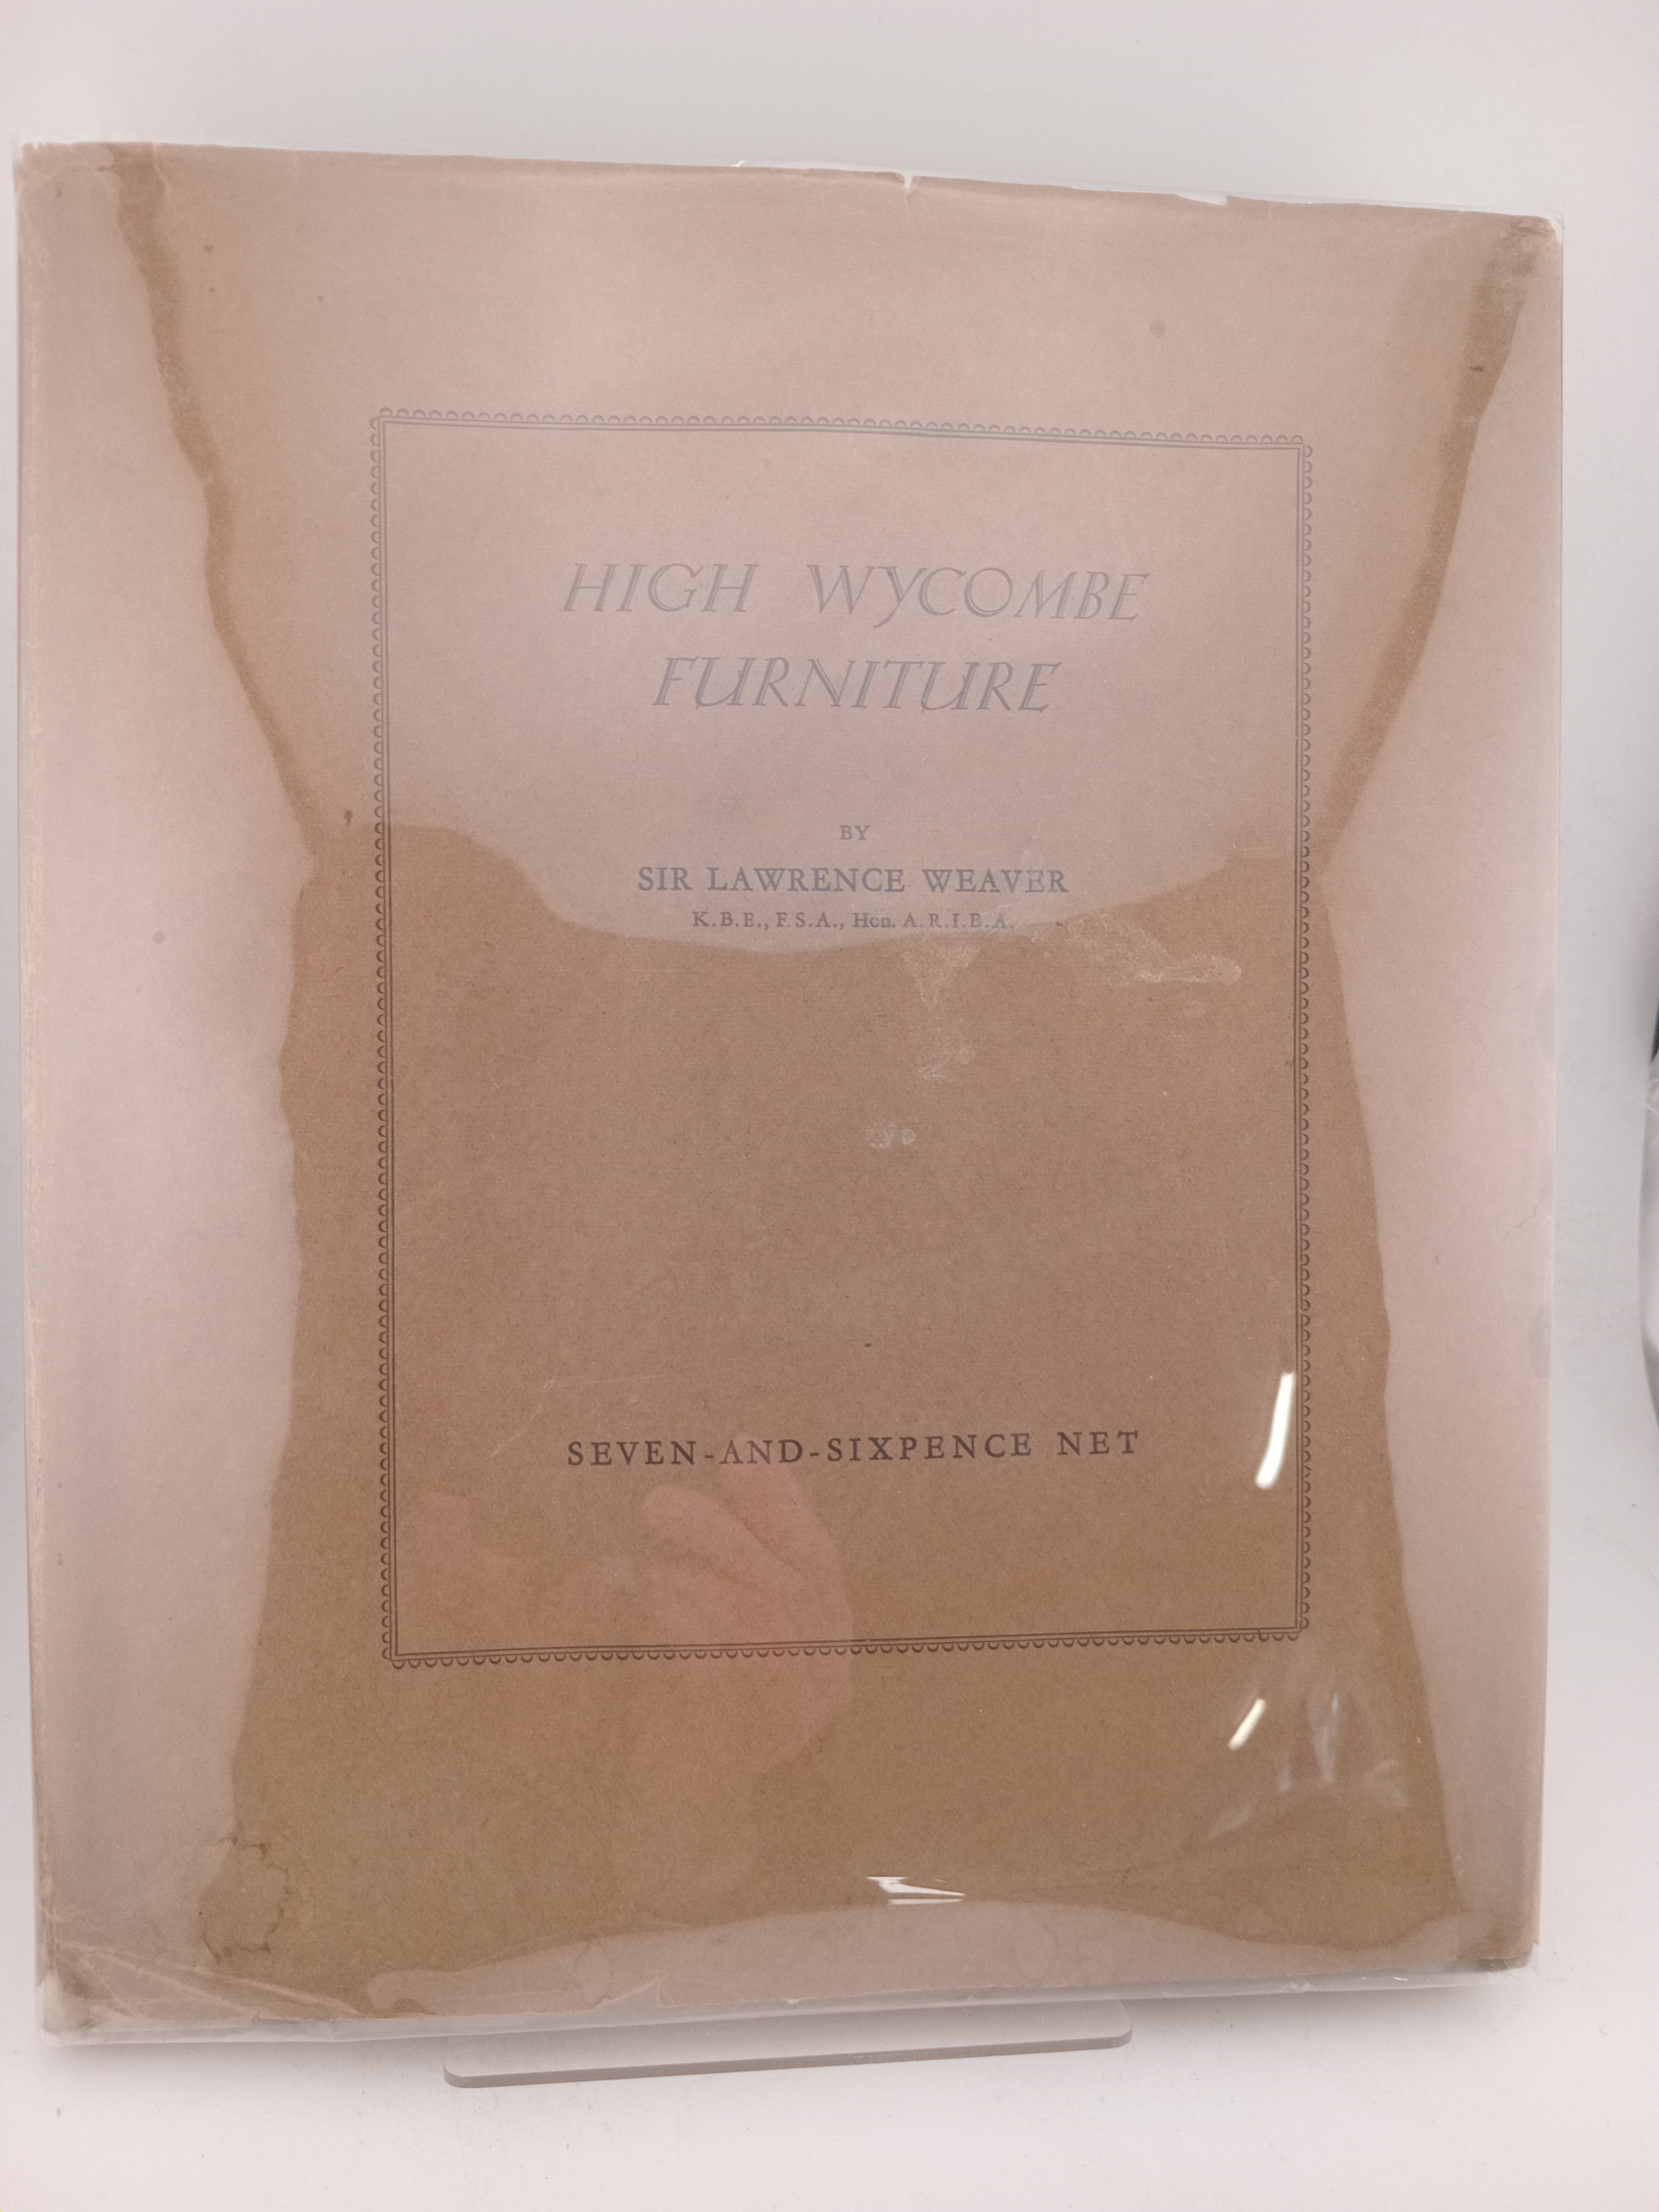 HIGH WYCOMBE
FURNITURE
BY
SIR LAWRENCE WEAVER
K.B.E., F.S.A., Hon. A.R.I.B.A.
SEVEN-AND-SIXPENCE NET